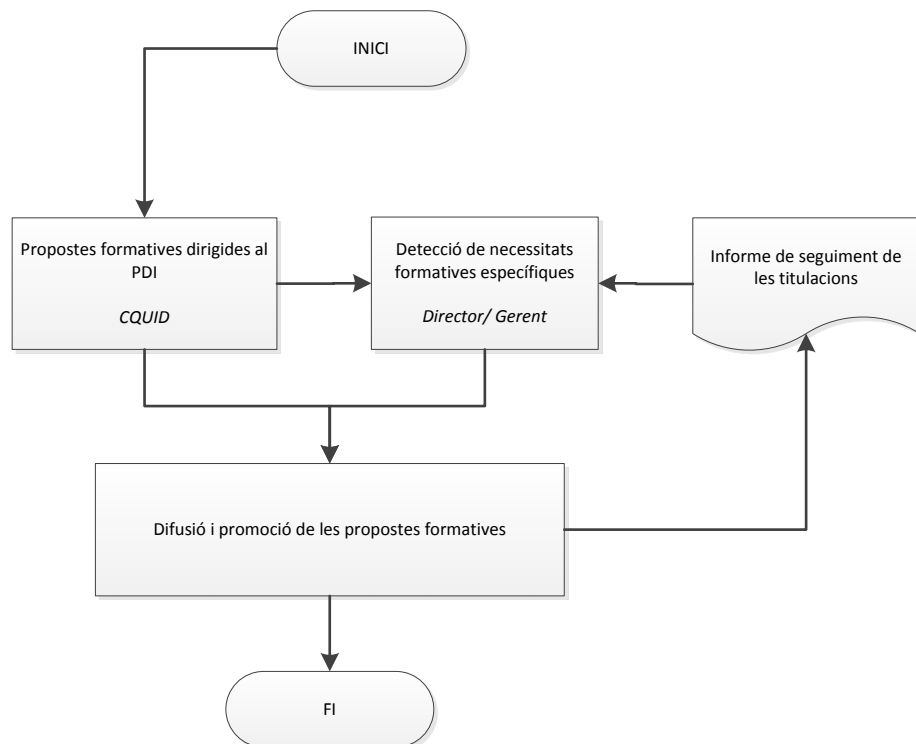 INICI
Propostes formatives dirigides al
PDI
CQUID
Detecció de necessitats
formatives específiques
Director/ Gerent
Informe de seguiment de
les titulacions
Difusió i promoció de les propostes formatives
FI